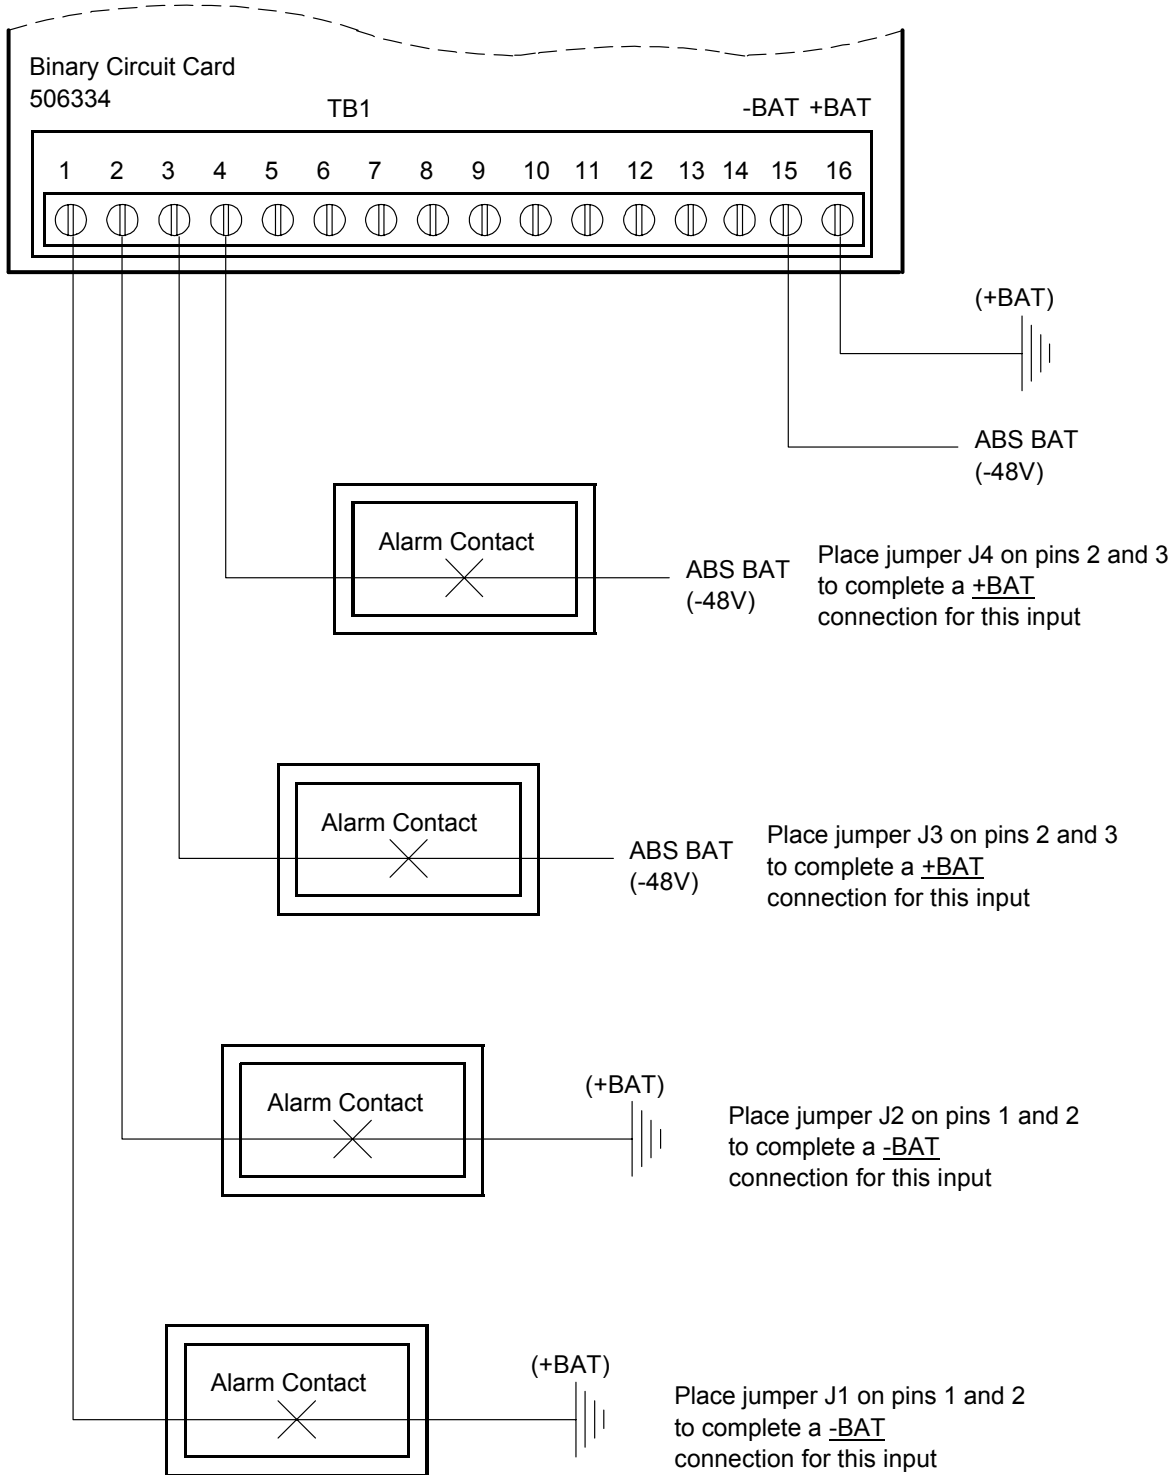 Binary Circuit Card
506334
TB1
-BAT +BAT
1 2 3 4 5 6 7 8 9 10 11 12 13 14 15 16
(+BAT)
ABS BAT
(-48V)
Alarm Contact
ABS BAT
(-48V)
Place jumper J4 on pins 2 and 3
to complete a +BAT
connection for this input
Alarm Contact
ABS BAT
(-48V)
Place jumper J3 on pins 2 and 3
to complete a +BAT
connection for this input
Alarm Contact
(+BAT)
Place jumper J2 on pins 1 and 2
to complete a -BAT
connection for this input
Alarm Contact
(+BAT)
Place jumper J1 on pins 1 and 2
to complete a -BAT
connection for this input